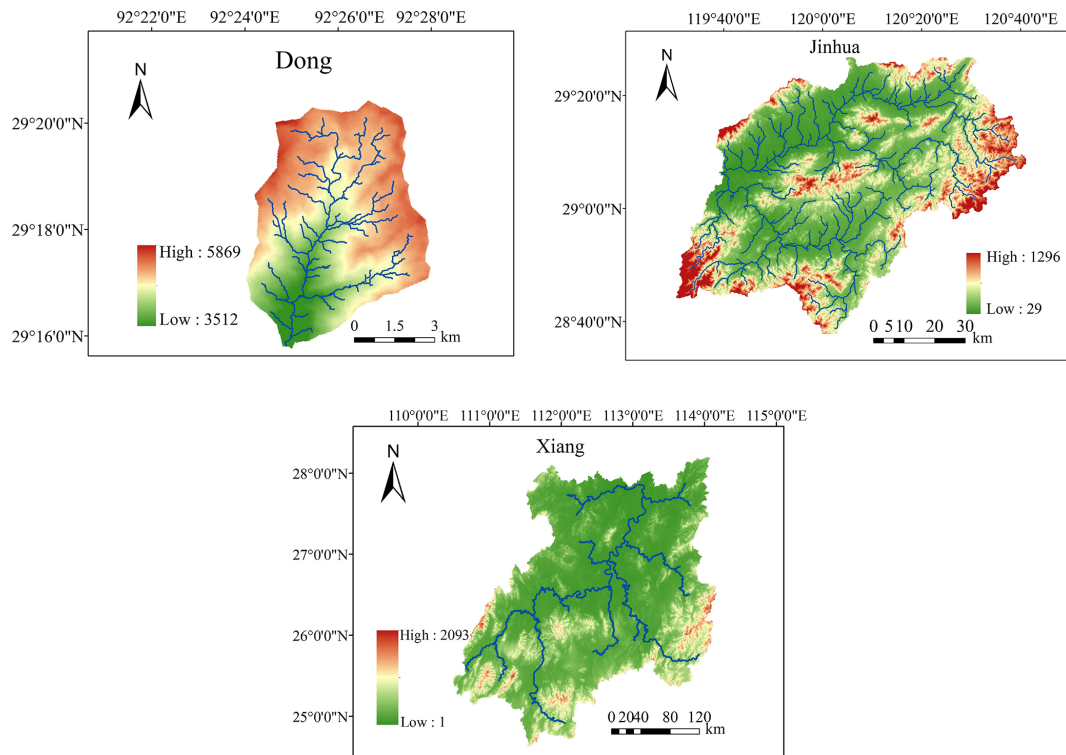 92°22'0"E 92°24'0"E 92°26'0"E 92°28'0"E
Dong
N
29°20'0"N
29°18'0"N
29°16'0"N
High : 5869
Low : 3512
0 1.5 3
km
119°40'0"E 120°0'0"E 120°20'0"E 120°40'0"E
Jinhua
N
29°20'0"N
29°0'0"N
28°40'0"N
High : 1296
Low : 29
0 5 10 20 30
km
110°0'0"E 111°0'0"E 112°0'0"E 113°0'0"E 114°0'0"E 115°0'0"E
Xiang
N
28°0'0"N
27°0'0"N
26°0'0"N
25°0'0"N
High : 2093
Low : 1
0 20 40 80 120
km